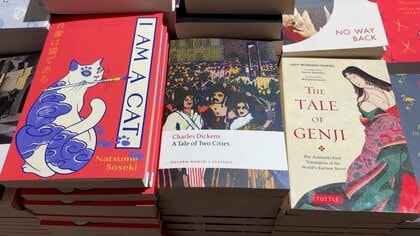 吾輩は猫である
I AM A CAT
Natsume
Sōseki
Charles Dickens
A Tale of Two Cities
OXFORD WORLD'S CLASSICS
NO WAY
BACK
LADY MURASAKI SHIKIBU
THE
TALE OF
GENJI
The Authentic First
Translation of the
World's Earliest Novel
TUTTLE